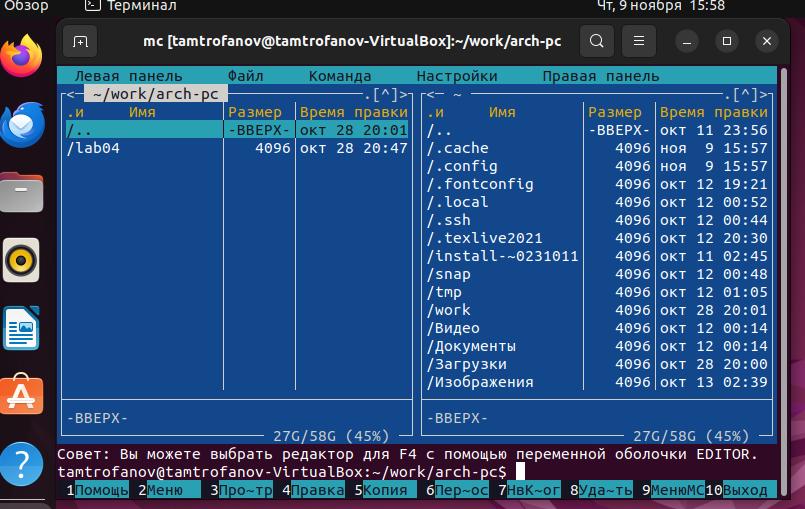 Обзор Терминал Чт, 9 ноября 15:58
mc [tamtrofanov@tamtrofanov-VirtualBox]:~/work/arch-pc
Левая панель Файл Команда Настройки Правая панель
<─ ~/work/arch-pc .[^]> <─ ~ .[^]>
.и Имя Размер Время правки .и Имя Размер Время правки
/.. -ВВЕРХ- окт 28 20:01 /.. -ВВЕРХ- окт 11 23:56
/lab04 4096 окт 28 20:47 /.cache 4096 ноя 9 15:57
/.config 4096 ноя 9 15:57
/.fontconfig 4096 окт 12 19:21
/.local 4096 окт 12 00:52
/.ssh 4096 окт 12 00:44
/.texlive2021 4096 окт 12 20:30
/install-~0231011 4096 окт 11 02:45
/snap 4096 окт 12 00:48
/tmp 4096 окт 12 01:05
/work 4096 окт 28 20:01
/Видео 4096 окт 12 00:14
/Документы 4096 окт 12 00:14
/Загрузки 4096 окт 28 20:00
/Изображения 4096 окт 13 02:39
-ВВЕРХ- -ВВЕРХ-
27G/58G (45%) 27G/58G (45%)
Совет: Вы можете выбрать редактор для F4 с помощью переменной оболочки EDITOR.
tamtrofanov@tamtrofanov-VirtualBox:~/work/arch-pc$
1Помощь 2Меню 3Про~тр 4Правка 5Копия 6Пер~ос 7НвК~ог 8Уда~ть 9МенюМС 10Выход